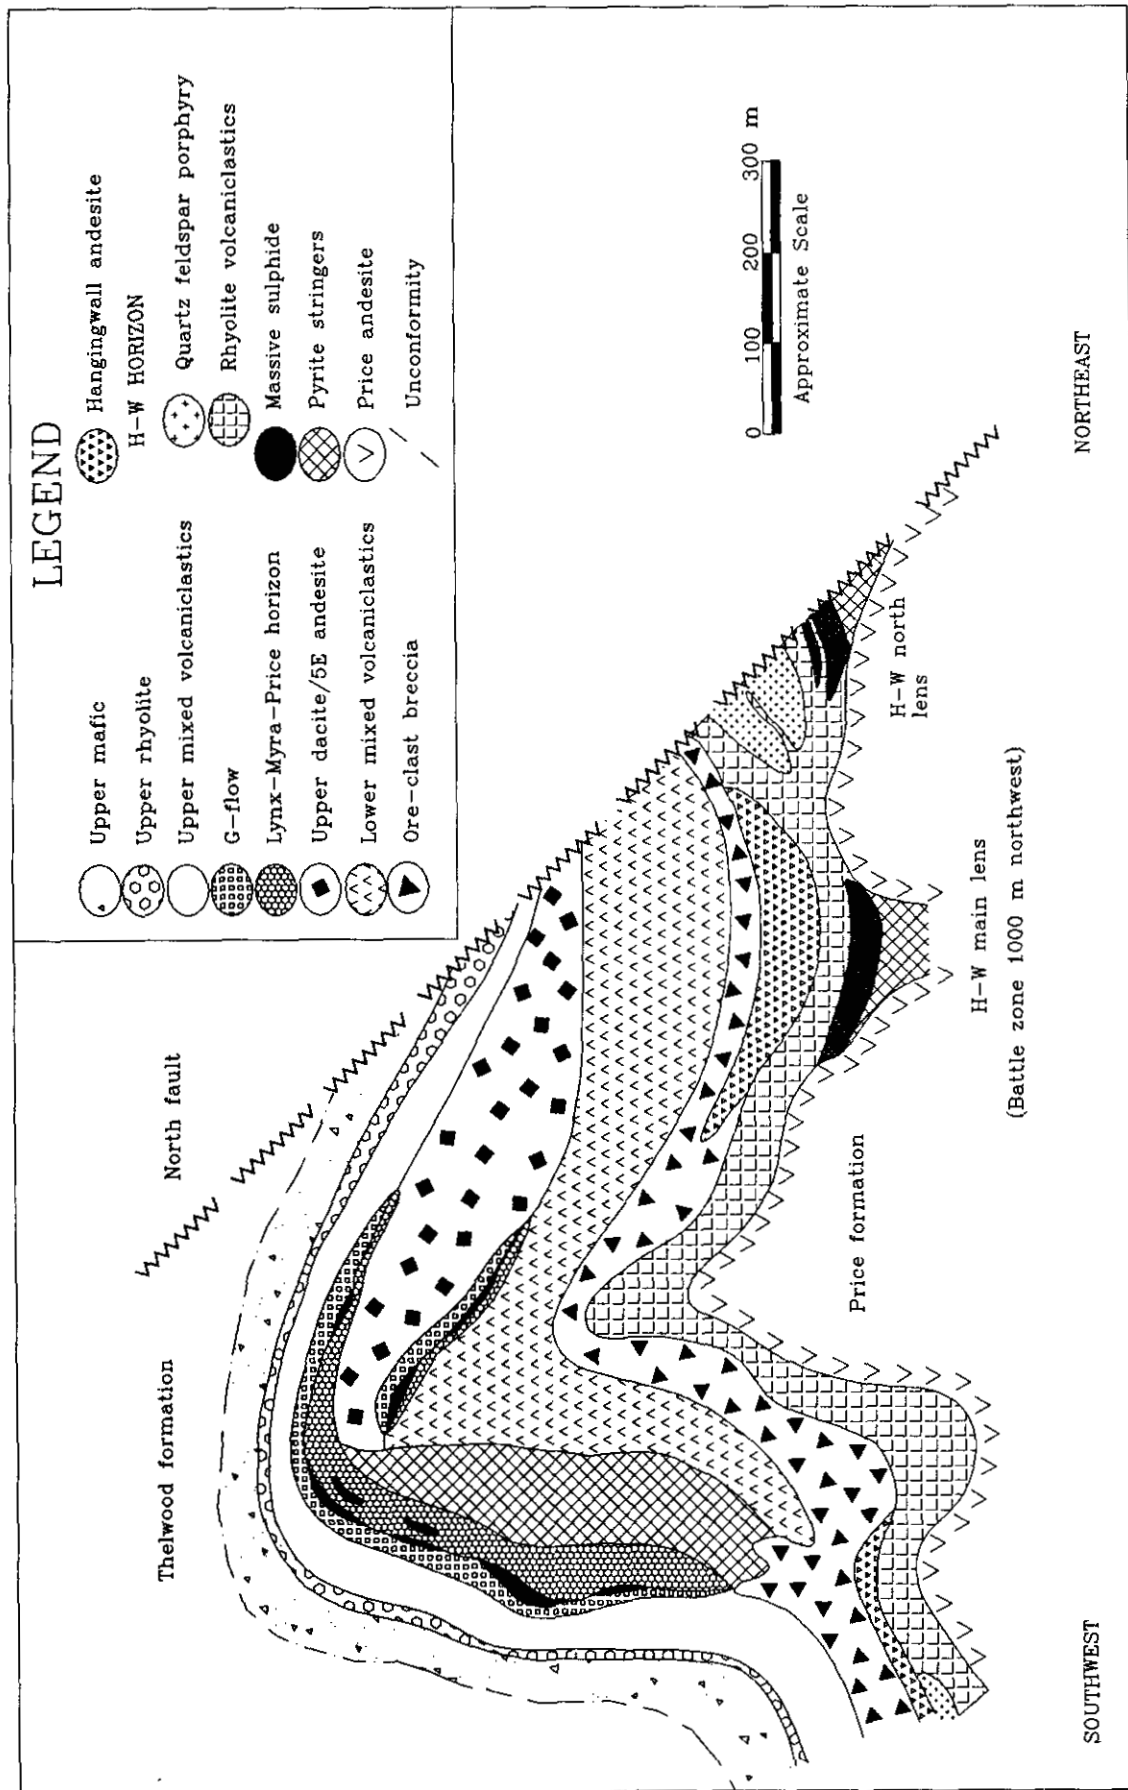 LEGEND
Upper mafic
Upper rhyolite
Upper mixed volcaniclastics
G-flow
Lynx-Myra-Price horizon
Upper dacite/5E andesite
Lower mixed volcaniclastics
Ore-clast breccia
Hangingwall andesite
H-W HORIZON
Quartz feldspar porphyry
Rhyolite volcaniclastics
Massive sulphide
Pyrite stringers
Price andesite
Unconformity
Thelwood formation
North fault
0 100 200 300 m
Approximate Scale
Price formation
H-W north
lens
H-W main lens
(Battle zone 1000 m northwest)
SOUTHWEST
NORTHEAST